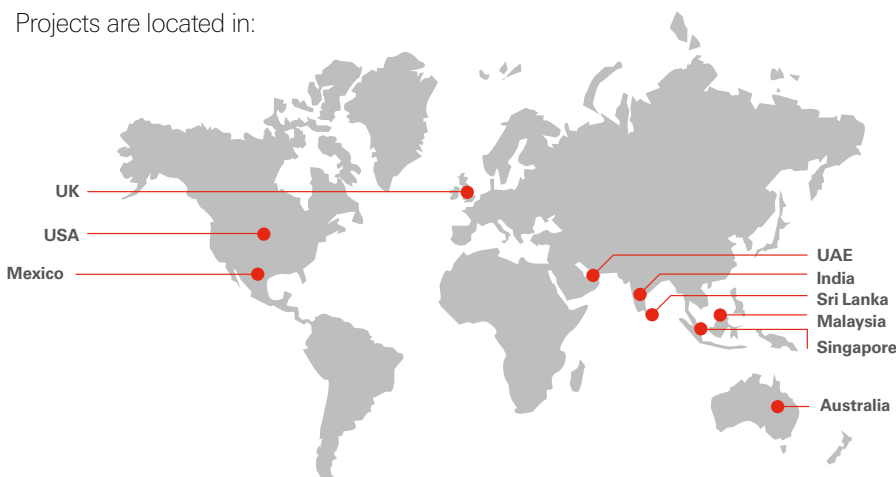 Projects are located in:
UK
USA
Mexico
UAE
India
Sri Lanka
Malaysia
Singapore
Australia